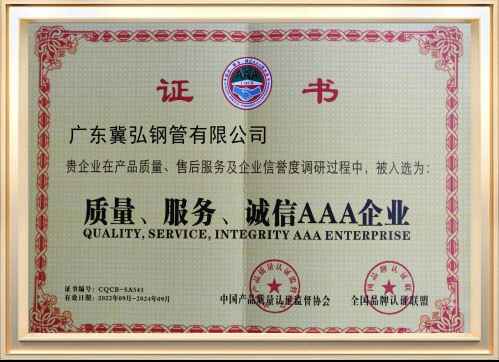 证 书
广东冀弘钢管有限公司
贵企业在产品质量、售后服务及企业信誉度调研过程中，被入选为：
质量、服务、诚信AAA企业
QUALITY, SERVICE, INTEGRITY AAA ENTERPRISE
证书编号：CQCB-SA541
有效日期：2022年09月-2024年09月
中国产品质量认证监督协会
全国品牌认证联盟